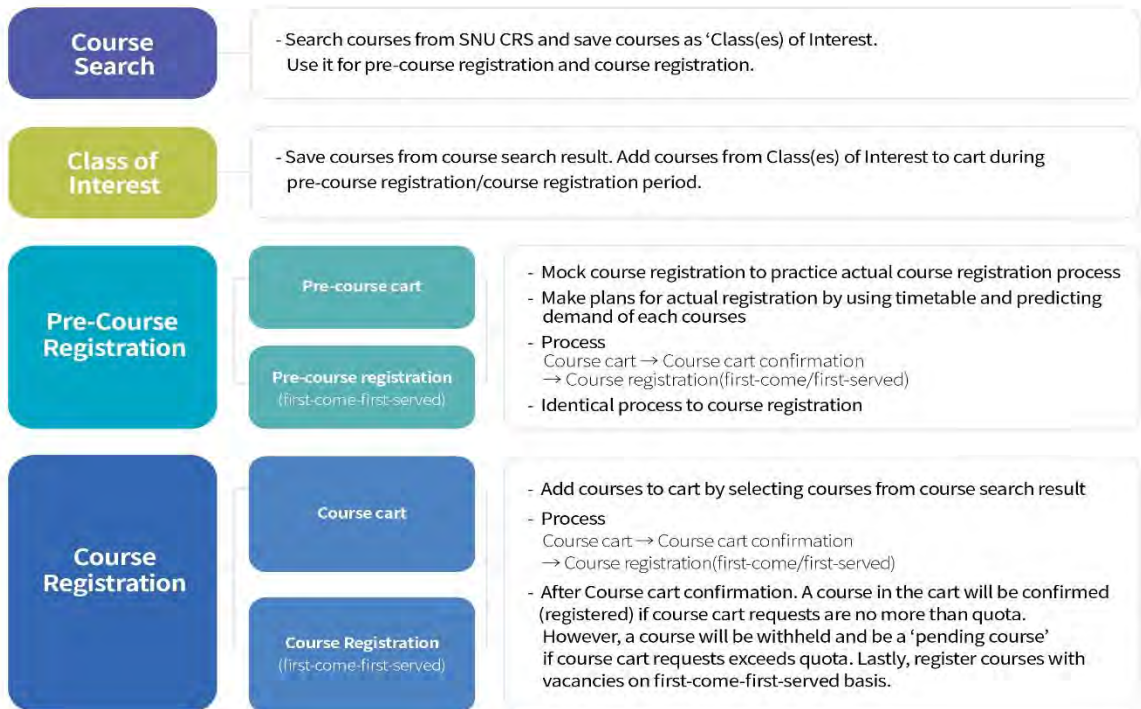 Course
Search
- Search courses from SNU CRS and save courses as ‘Class(es) of Interest.
Use it for pre-course registration and course registration.
Class of
Interest
- Save courses from course search result. Add courses from Class(es) of Interest to cart during
pre-course registration/course registration period.
Pre-Course
Registration
Pre-course cart
Pre-course registration
(first-come-first-served)
- Mock course registration to practice actual course registration process
- Make plans for actual registration by using timetable and predicting
demand of each courses
- Process
Course cart → Course cart confirmation
→ Course registration(first-come/first-served)
- Identical process to course registration
Course
Registration
Course cart
Course Registration
(first-come-first-served)
- Add courses to cart by selecting courses from course search result
- Process
Course cart → Course cart confirmation
→ Course registration(first-come/first-served)
- After Course cart confirmation. A course in the cart will be confirmed
(registered) if course cart requests are no more than quota.
However, a course will be withheld and be a ‘pending course’
if course cart requests exceeds quota. Lastly, register courses with
vacancies on first-come-first-served basis.